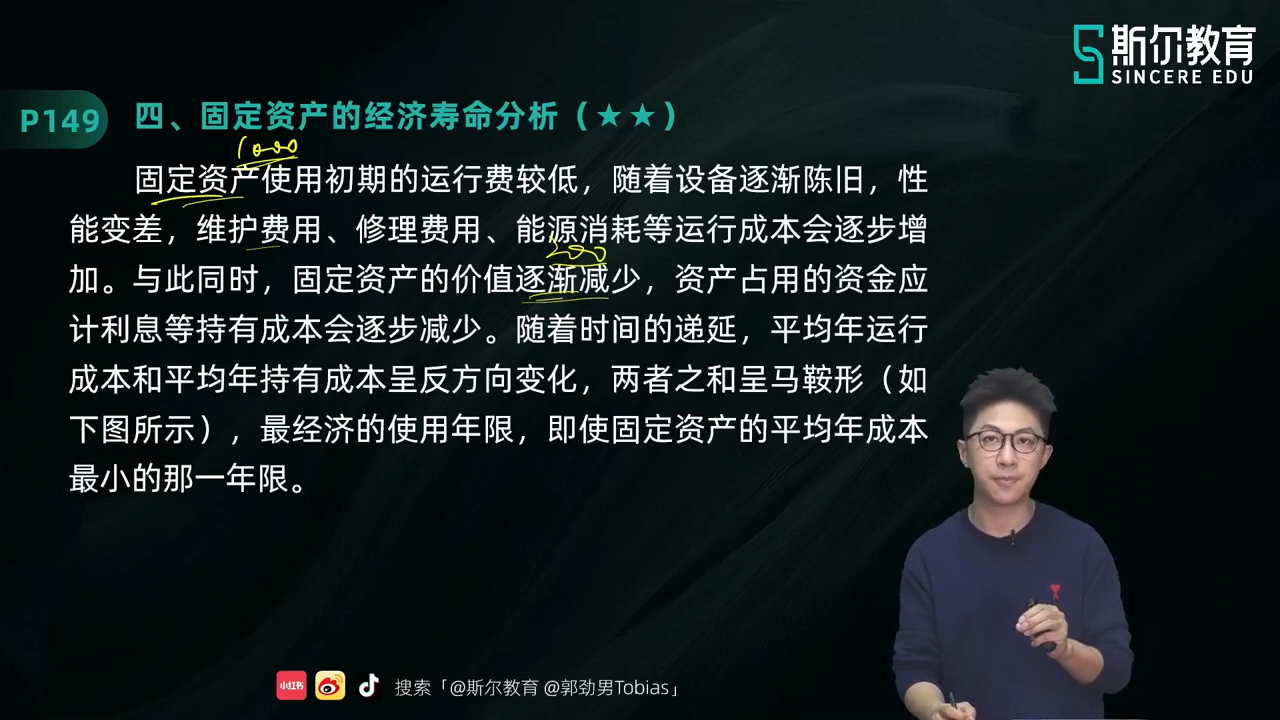 斯尔教育
SINCERE EDU
P149
四、固定资产的经济寿命分析（★★）
1000
固定资产使用初期的运行费较低，随着设备逐渐陈旧，性
能变差，维护费用、修理费用、能源消耗等运行成本会逐步增
200
加。与此同时，固定资产的价值逐渐减少，资产占用的资金应
计利息等持有成本会逐步减少。随着时间的递延，平均年运行
成本和平均年持有成本呈反方向变化，两者之和呈马鞍形（如
下图所示），最经济的使用年限，即使固定资产的平均年成本
最小的那一年限。
小红书
搜索「@斯尔教育 @郭劲男Tobias」